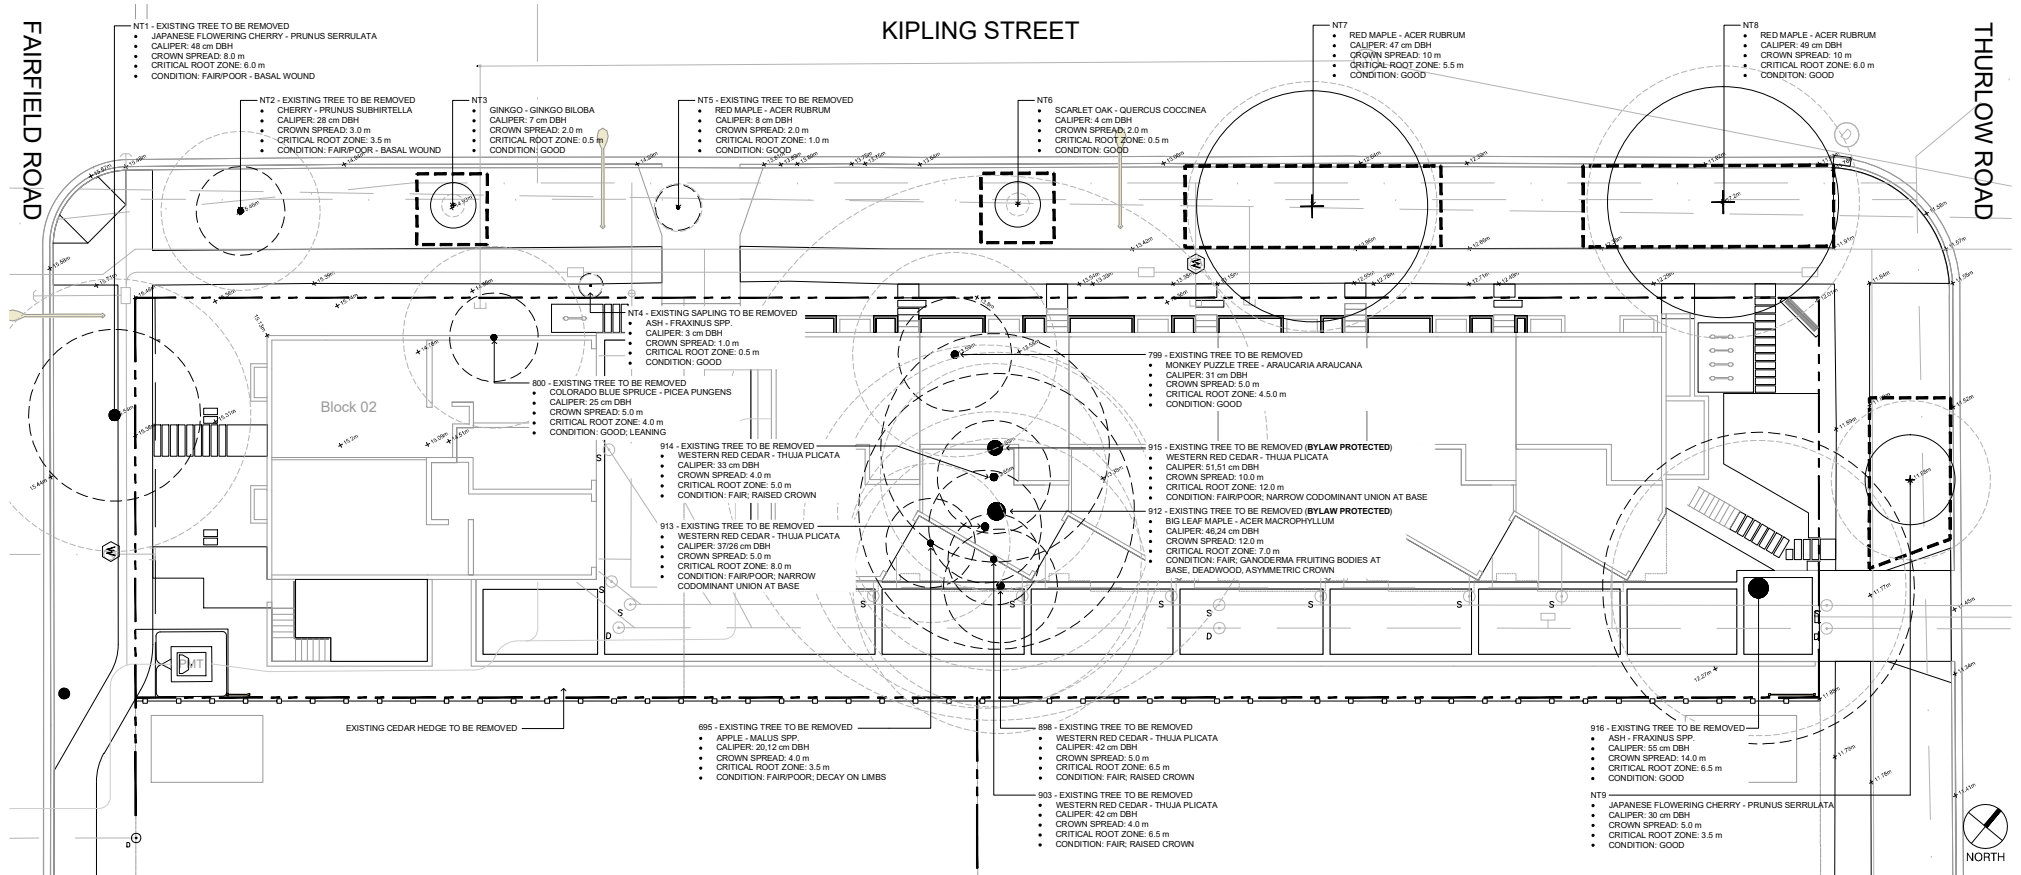 KIPLING STREET
FAIRFIELD ROAD
THURLOW ROAD
NT1 - EXISTING TREE TO BE REMOVED
• JAPANESE FLOWERING CHERRY - PRUNUS SERRULATA
• CALIPER: 48 cm DBH
• CROWN SPREAD: 8.0 m
• CRITICAL ROOT ZONE: 6.0 m
• CONDITION: FAIR/POOR - BASAL WOUND
NT2 - EXISTING TREE TO BE REMOVED
• CHERRY - PRUNUS SUBHIRTELLA
• CALIPER: 28 cm DBH
• CROWN SPREAD: 3.0 m
• CRITICAL ROOT ZONE: 3.5 m
• CONDITION: FAIR/POOR - BASAL WOUND
NT3
• GINKGO - GINKGO BILOBA
• CALIPER: 7 cm DBH
• CROWN SPREAD: 2.0 m
• CRITICAL ROOT ZONE: 0.5 m
• CONDITION: GOOD
NT5 - EXISTING TREE TO BE REMOVED
• RED MAPLE - ACER RUBRUM
• CALIPER: 8 cm DBH
• CROWN SPREAD: 2.0 m
• CRITICAL ROOT ZONE: 1.0 m
• CONDITION: GOOD
NT6
• SCARLET OAK - QUERCUS COCCINEA
• CALIPER: 4 cm DBH
• CROWN SPREAD: 2.0 m
• CRITICAL ROOT ZONE: 0.5 m
• CONDITON: GOOD
NT7
• RED MAPLE - ACER RUBRUM
• CALIPER: 47 cm DBH
• CROWN SPREAD: 10 m
• CRITICAL ROOT ZONE: 5.5 m
• CONDITION: GOOD
NT8
• RED MAPLE - ACER RUBRUM
• CALIPER: 49 cm DBH
• CROWN SPREAD: 10 m
• CRITICAL ROOT ZONE: 6.0 m
• CONDITON: GOOD
NT4 - EXISTING SAPLING TO BE REMOVED
• ASH - FRAXINUS SPP.
• CALIPER: 3 cm DBH
• CROWN SPREAD: 1.0 m
• CRITICAL ROOT ZONE: 0.5 m
• CONDITION: GOOD
800 - EXISTING TREE TO BE REMOVED
• COLORADO BLUE SPRUCE - PICEA PUNGENS
• CALIPER: 25 cm DBH
• CROWN SPREAD: 5.0 m
• CRITICAL ROOT ZONE: 4.0 m
• CONDITION: GOOD; LEANING
799 - EXISTING TREE TO BE REMOVED
• MONKEY PUZZLE TREE - ARAUCARIA ARAUCANA
• CALIPER: 31 cm DBH
• CROWN SPREAD: 5.0 m
• CRITICAL ROOT ZONE: 4.5.0 m
• CONDITION: GOOD
Block 02
914 - EXISTING TREE TO BE REMOVED
• WESTERN RED CEDAR - THUJA PLICATA
• CALIPER: 33 cm DBH
• CROWN SPREAD: 4.0 m
• CRITICAL ROOT ZONE: 5.0 m
• CONDITION: FAIR; RAISED CROWN
915 - EXISTING TREE TO BE REMOVED (BYLAW PROTECTED)
• WESTERN RED CEDAR - THUJA PLICATA
• CALIPER: 51,51 cm DBH
• CROWN SPREAD: 10.0 m
• CRITICAL ROOT ZONE: 12.0 m
• CONDITION: FAIR/POOR; NARROW CODOMINANT UNION AT BASE
913 - EXISTING TREE TO BE REMOVED
• WESTERN RED CEDAR - THUJA PLICATA
• CALIPER: 37/26 cm DBH
• CROWN SPREAD: 5.0 m
• CRITICAL ROOT ZONE: 8.0 m
• CONDITION: FAIR/POOR; NARROW
CODOMINANT UNION AT BASE
912 - EXISTING TREE TO BE REMOVED (BYLAW PROTECTED)
• BIG LEAF MAPLE - ACER MACROPHYLLUM
• CALIPER: 46,24 cm DBH
• CROWN SPREAD: 12.0 m
• CRITICAL ROOT ZONE: 7.0 m
• CONDITION: FAIR; GANODERMA FRUITING BODIES AT
BASE, DEADWOOD, ASYMMETRIC CROWN
PMT
EXISTING CEDAR HEDGE TO BE REMOVED
695 - EXISTING TREE TO BE REMOVED
• APPLE - MALUS SPP.
• CALIPER: 20,12 cm DBH
• CROWN SPREAD: 4.0 m
• CRITICAL ROOT ZONE: 3.5 m
• CONDITION: FAIR/POOR; DECAY ON LIMBS
898 - EXISTING TREE TO BE REMOVED
• WESTERN RED CEDAR - THUJA PLICATA
• CALIPER: 42 cm DBH
• CROWN SPREAD: 5.0 m
• CRITICAL ROOT ZONE: 6.5 m
• CONDITION: FAIR; RAISED CROWN
903 - EXISTING TREE TO BE REMOVED
• WESTERN RED CEDAR - THUJA PLICATA
• CALIPER: 42 cm DBH
• CROWN SPREAD: 4.0 m
• CRITICAL ROOT ZONE: 6.5 m
• CONDITION: FAIR; RAISED CROWN
916 - EXISTING TREE TO BE REMOVED
• ASH - FRAXINUS SPP.
• CALIPER: 55 cm DBH
• CROWN SPREAD: 14.0 m
• CRITICAL ROOT ZONE: 6.5 m
• CONDITION: GOOD
NT9
• JAPANESE FLOWERING CHERRY - PRUNUS SERRULATA
• CALIPER: 30 cm DBH
• CROWN SPREAD: 5.0 m
• CRITICAL ROOT ZONE: 3.5 m
• CONDITION: GOOD
NORTH